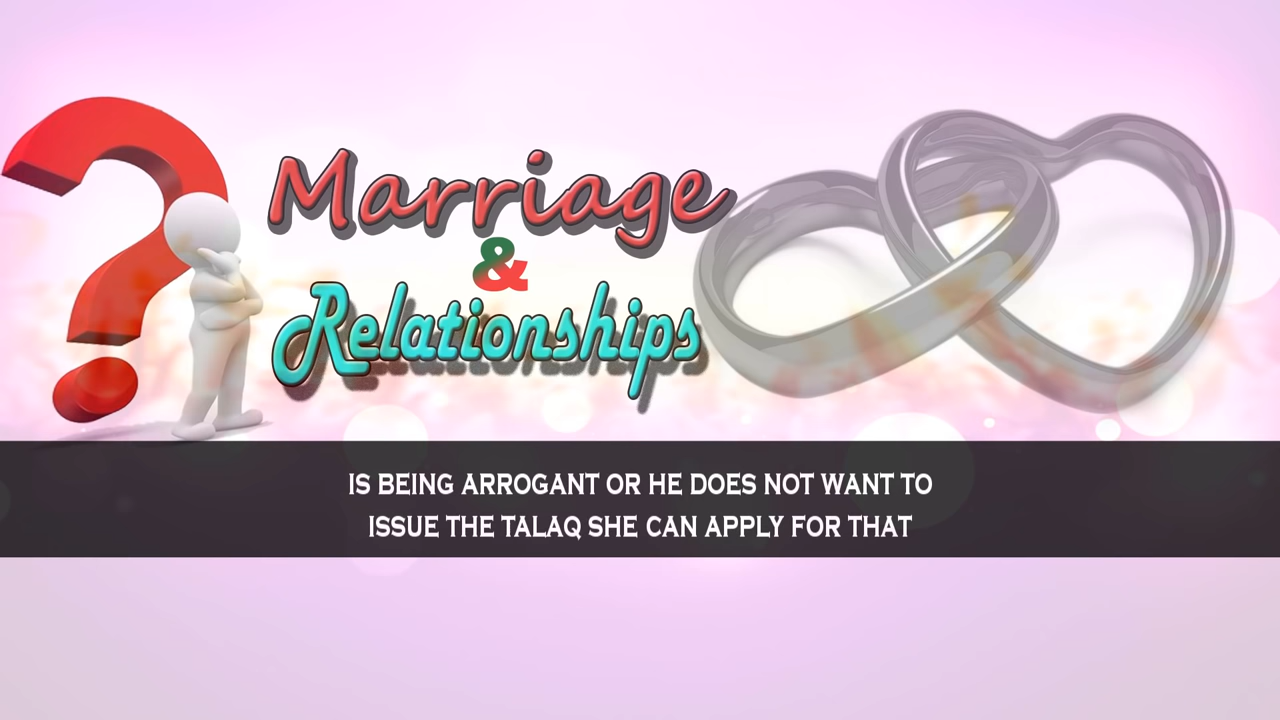 Marriage
&
Relationships
IS BEING ARROGANT OR HE DOES NOT WANT TO
ISSUE THE TALAQ SHE CAN APPLY FOR THAT